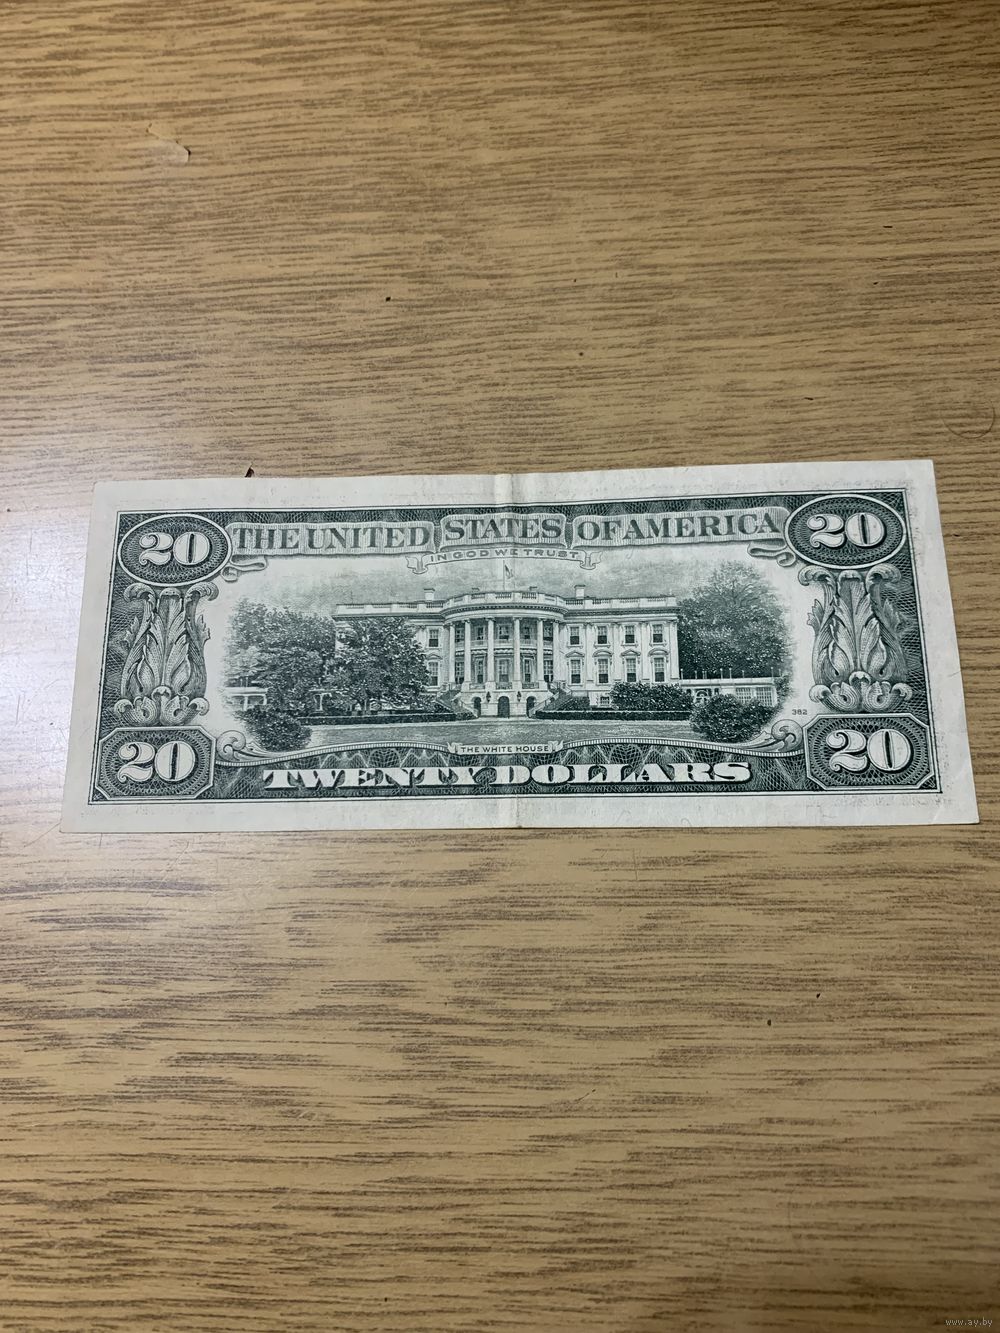 20 THE UNITED STATES OF AMERICA 20
IN GOD WE TRUST
382
THE WHITE HOUSE
20 TWENTY DOLLARS 20
www.ay.by